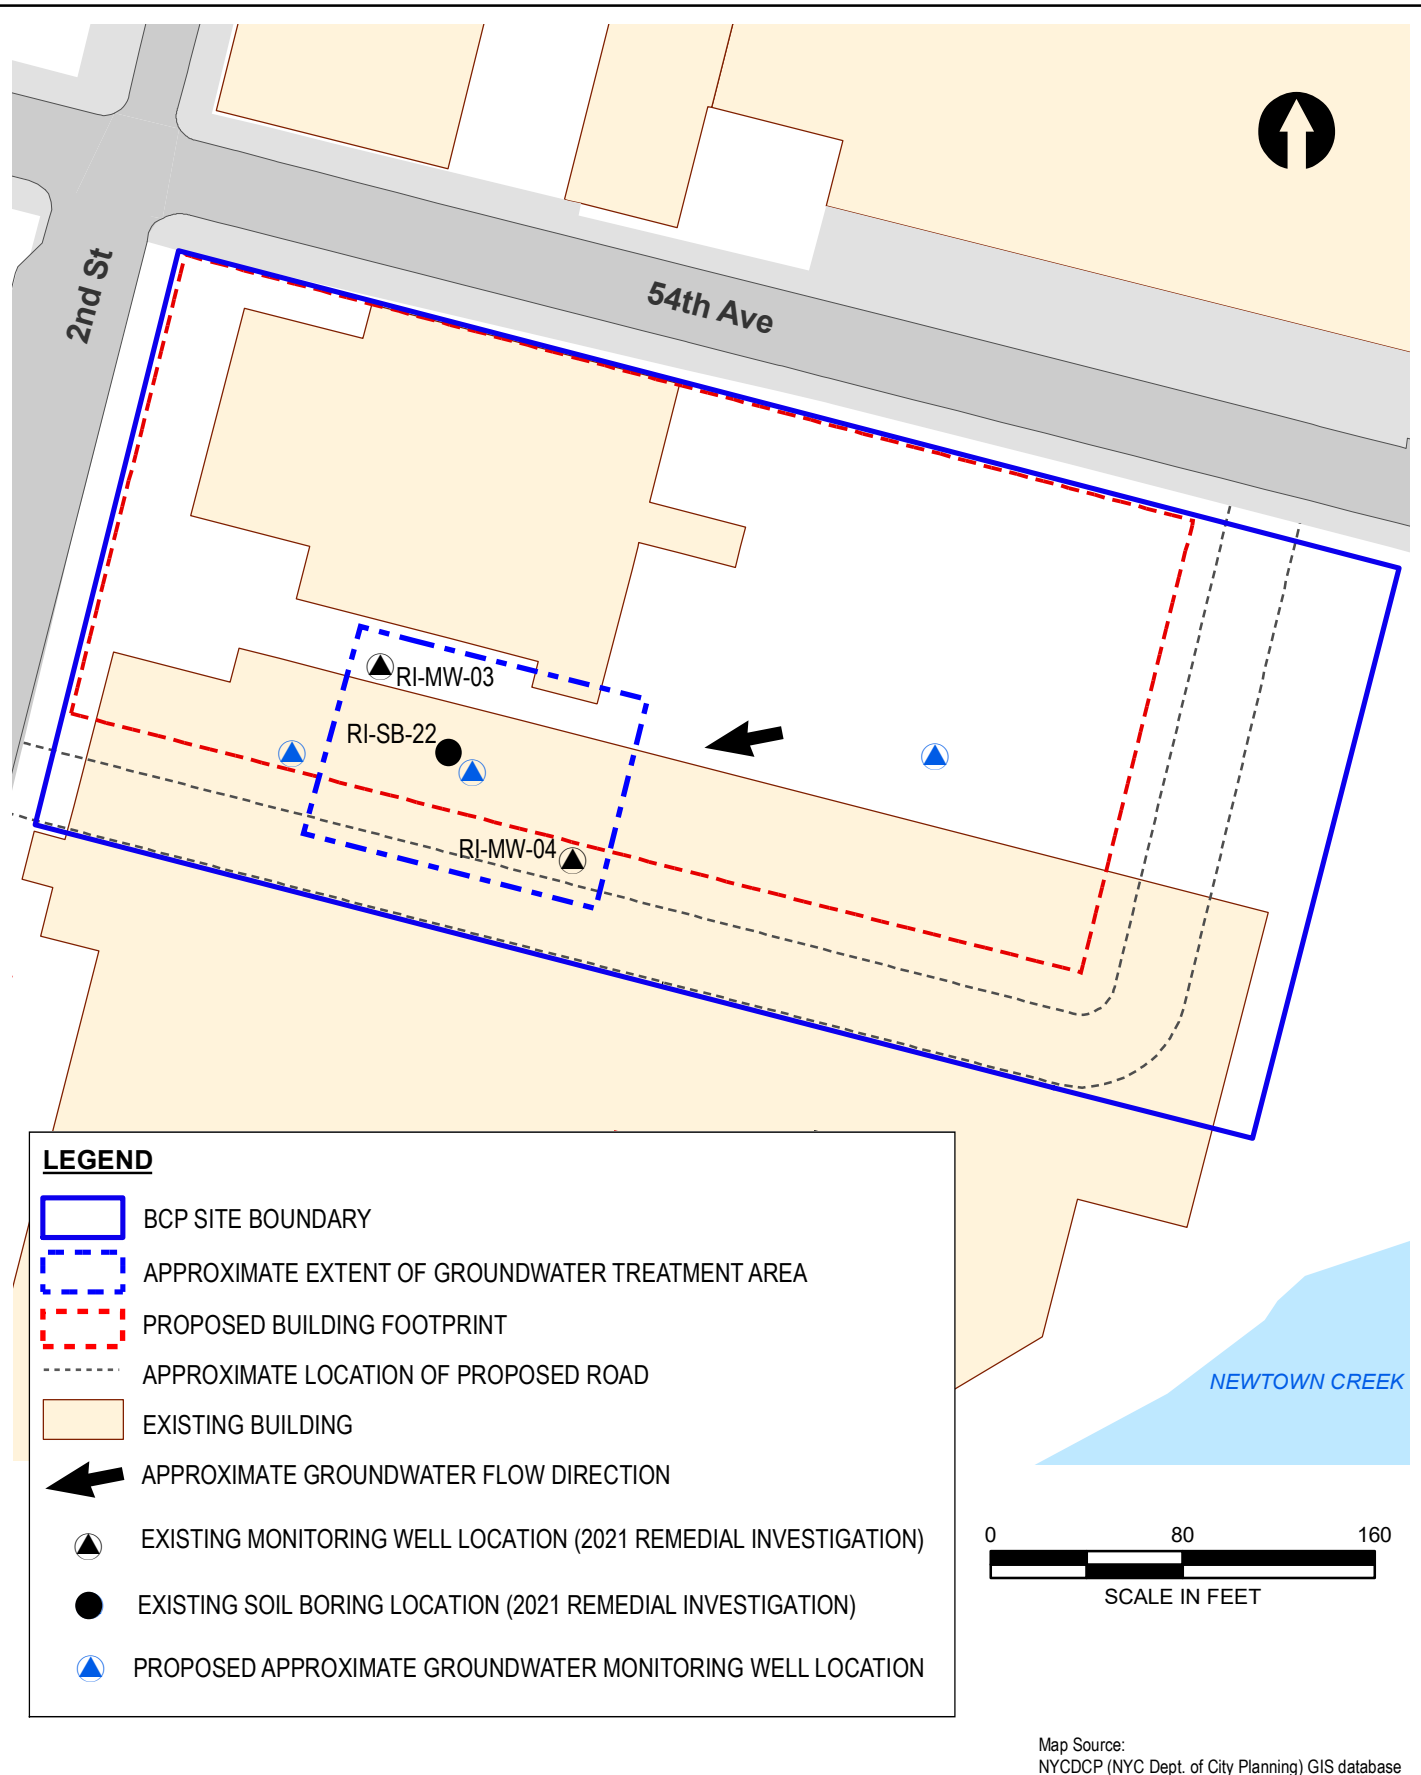 2nd St
54th Ave
RI-MW-03
RI-SB-22
RI-MW-04
LEGEND
BCP SITE BOUNDARY
APPROXIMATE EXTENT OF GROUNDWATER TREATMENT AREA
PROPOSED BUILDING FOOTPRINT
APPROXIMATE LOCATION OF PROPOSED ROAD
EXISTING BUILDING
APPROXIMATE GROUNDWATER FLOW DIRECTION
EXISTING MONITORING WELL LOCATION (2021 REMEDIAL INVESTIGATION)
EXISTING SOIL BORING LOCATION (2021 REMEDIAL INVESTIGATION)
PROPOSED APPROXIMATE GROUNDWATER MONITORING WELL LOCATION
NEWTOWN CREEK
0 80 160
SCALE IN FEET
Map Source:
NYCDCP (NYC Dept. of City Planning) GIS database